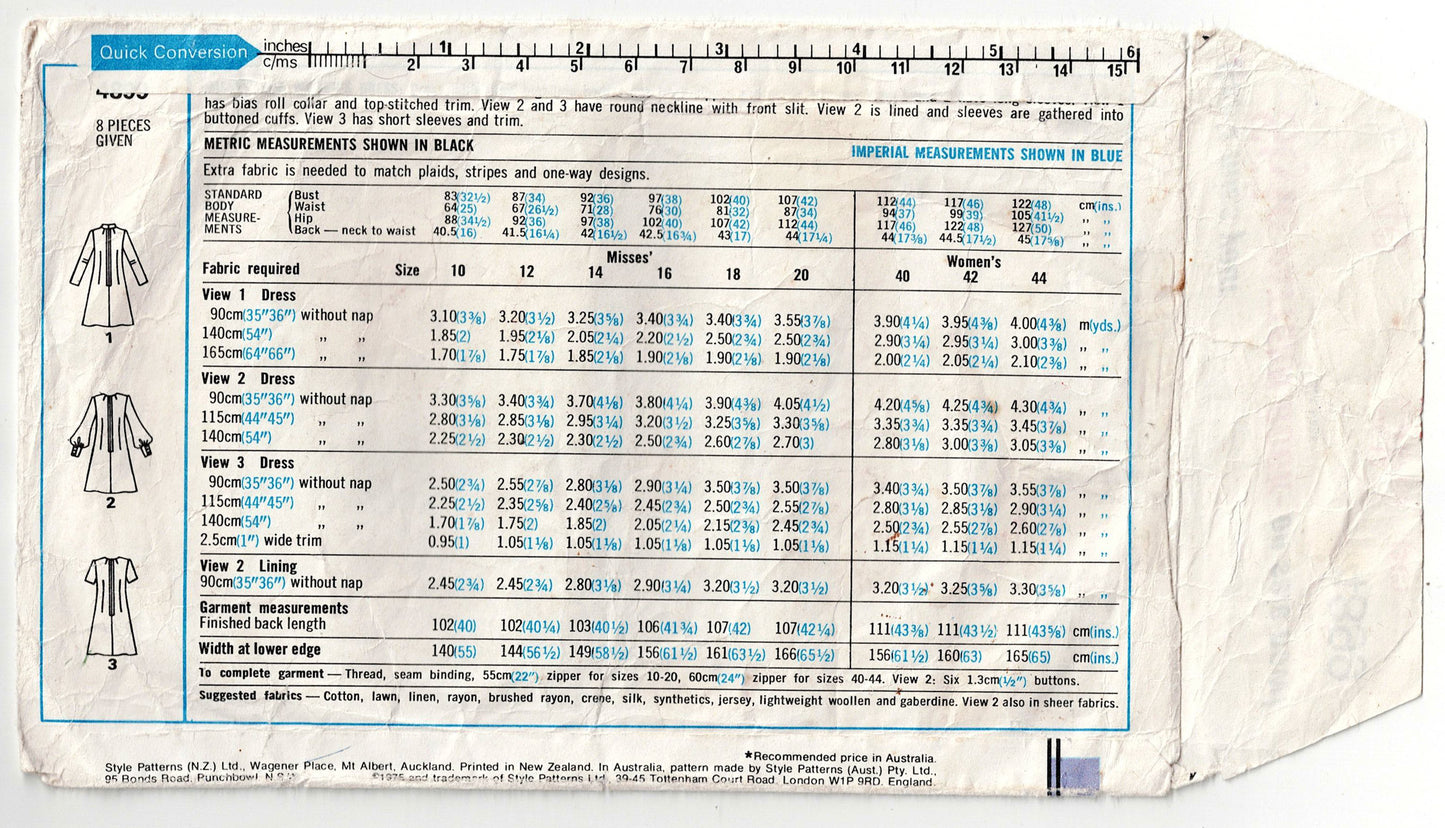 Quick Conversion
inches 1 2 3 4 5 6
c/ms 2 3 4 5 6 7 8 9 10 11 12 13 14 15
8 PIECES
GIVEN
1
2
3
has bias roll collar and top-stitched trim. View 2 and 3 have round neckline with front slit. View 2 is lined and sleeves are gathered into
buttoned cuffs. View 3 has short sleeves and trim.
METRIC MEASUREMENTS SHOWN IN BLACK IMPERIAL MEASUREMENTS SHOWN IN BLUE
Extra fabric is needed to match plaids, stripes and one-way designs.
STANDARD Bust 83(32½) 87(34) 92(36) 97(38) 102(40) 107(42) 112(44) 117(46) 122(48) cm(ins.)
BODY Waist 64(25) 67(26½) 71(28) 76(30) 81(32) 87(34) 94(37) 99(39) 105(41½) ,, ,,
MEASURE- Hip 88(34½) 92(36) 97(38) 102(40) 107(42) 112(44) 117(46) 122(48) 127(50) ,, ,,
MENTS Back — neck to waist 40.5(16) 41.5(16¼) 42(16½) 42.5(16¾) 43(17) 44(17¼) 44(17⅜) 44.5(17½) 45(17⅝) ,, ,,
Misses' Women's
Fabric required Size 10 12 14 16 18 20 40 42 44
View 1 Dress
90cm(35"36") without nap 3.10(3⅜) 3.20(3½) 3.25(3⅝) 3.40(3¾) 3.40(3¾) 3.55(3⅞) 3.90(4¼) 3.95(4⅜) 4.00(4⅜) m(yds.)
140cm(54") ,, ,, 1.85(2) 1.95(2⅛) 2.05(2¼) 2.20(2½) 2.50(2¾) 2.50(2¾) 2.90(3¼) 2.95(3¼) 3.00(3⅜) ,, ,,
165cm(64"66") ,, ,, 1.70(1⅞) 1.75(1⅞) 1.85(2⅛) 1.90(2⅛) 1.90(2⅛) 1.90(2⅛) 2.00(2¼) 2.05(2¼) 2.10(2⅜) ,, ,,
View 2 Dress
90cm(35"36") without nap 3.30(3⅝) 3.40(3¾) 3.70(4⅛) 3.80(4¼) 3.90(4⅜) 4.05(4½) 4.20(4⅝) 4.25(4¾) 4.30(4¾) ,, ,,
115cm(44"45") ,, ,, 2.80(3⅛) 2.85(3⅛) 2.95(3¼) 3.20(3½) 3.25(3⅝) 3.30(3⅝) 3.35(3¾) 3.35(3¾) 3.45(3⅞) ,, ,,
140cm(54") ,, ,, 2.25(2½) 2.30(2½) 2.30(2½) 2.50(2¾) 2.60(2⅞) 2.70(3) 2.80(3⅛) 3.00(3⅜) 3.05(3⅜) ,, ,,
View 3 Dress
90cm(35"36") without nap 2.50(2¾) 2.55(2⅞) 2.80(3⅛) 2.90(3¼) 3.50(3⅞) 3.50(3⅞) 3.40(3¾) 3.50(3⅞) 3.55(3⅞) ,, ,,
115cm(44"45") ,, ,, 2.25(2½) 2.35(2⅝) 2.40(2⅝) 2.45(2¾) 2.50(2¾) 2.55(2⅞) 2.80(3⅛) 2.85(3⅛) 2.90(3¼) ,, ,,
140cm(54") ,, ,, 1.70(1⅞) 1.75(2) 1.85(2) 2.05(2¼) 2.15(2⅜) 2.45(2¾) 2.50(2¾) 2.55(2⅞) 2.60(2⅞) ,, ,,
2.5cm(1") wide trim 0.95(1) 1.05(1⅛) 1.05(1⅛) 1.05(1⅛) 1.05(1⅛) 1.05(1⅛) 1.15(1¼) 1.15(1¼) 1.15(1¼) ,, ,,
View 2 Lining
90cm(35"36") without nap 2.45(2¾) 2.45(2¾) 2.80(3⅛) 2.90(3¼) 3.20(3½) 3.20(3½) 3.20(3½) 3.25(3⅝) 3.30(3⅝) ,, ,,
Garment measurements
Finished back length 102(40) 102(40¼) 103(40½) 106(41¾) 107(42) 107(42¼) 111(43⅜) 111(43½) 111(43⅝) cm(ins.)
Width at lower edge 140(55) 144(56½) 149(58½) 156(61½) 161(63½) 166(65½) 156(61½) 160(63) 165(65) cm(ins.)
To complete garment — Thread, seam binding, 55cm(22") zipper for sizes 10-20, 60cm(24") zipper for sizes 40-44. View 2: Six 1.3cm(½") buttons.
Suggested fabrics — Cotton, lawn, linen, rayon, brushed rayon, crepe, silk, synthetics, jersey, lightweight woollen and gaberdine. View 2 also in sheer fabrics.
*Recommended price in Australia.
Style Patterns (N.Z.) Ltd., Wagener Place, Mt Albert, Auckland. Printed in New Zealand. In Australia, pattern made by Style Patterns (Aust.) Pty. Ltd.,
95 Bonds Road, Punchbowl N.S. ©1975 and trademark of Style Patterns Ltd. 39-45 Tottenham Court Road, London W1P 9RD, England.